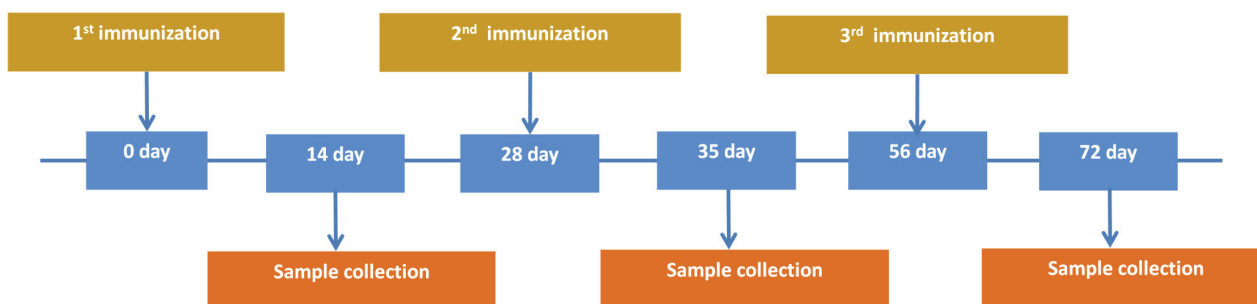 1st immunization
2nd immunization
3rd immunization
0 day
14 day
28 day
35 day
56 day
72 day
Sample collection
Sample collection
Sample collection